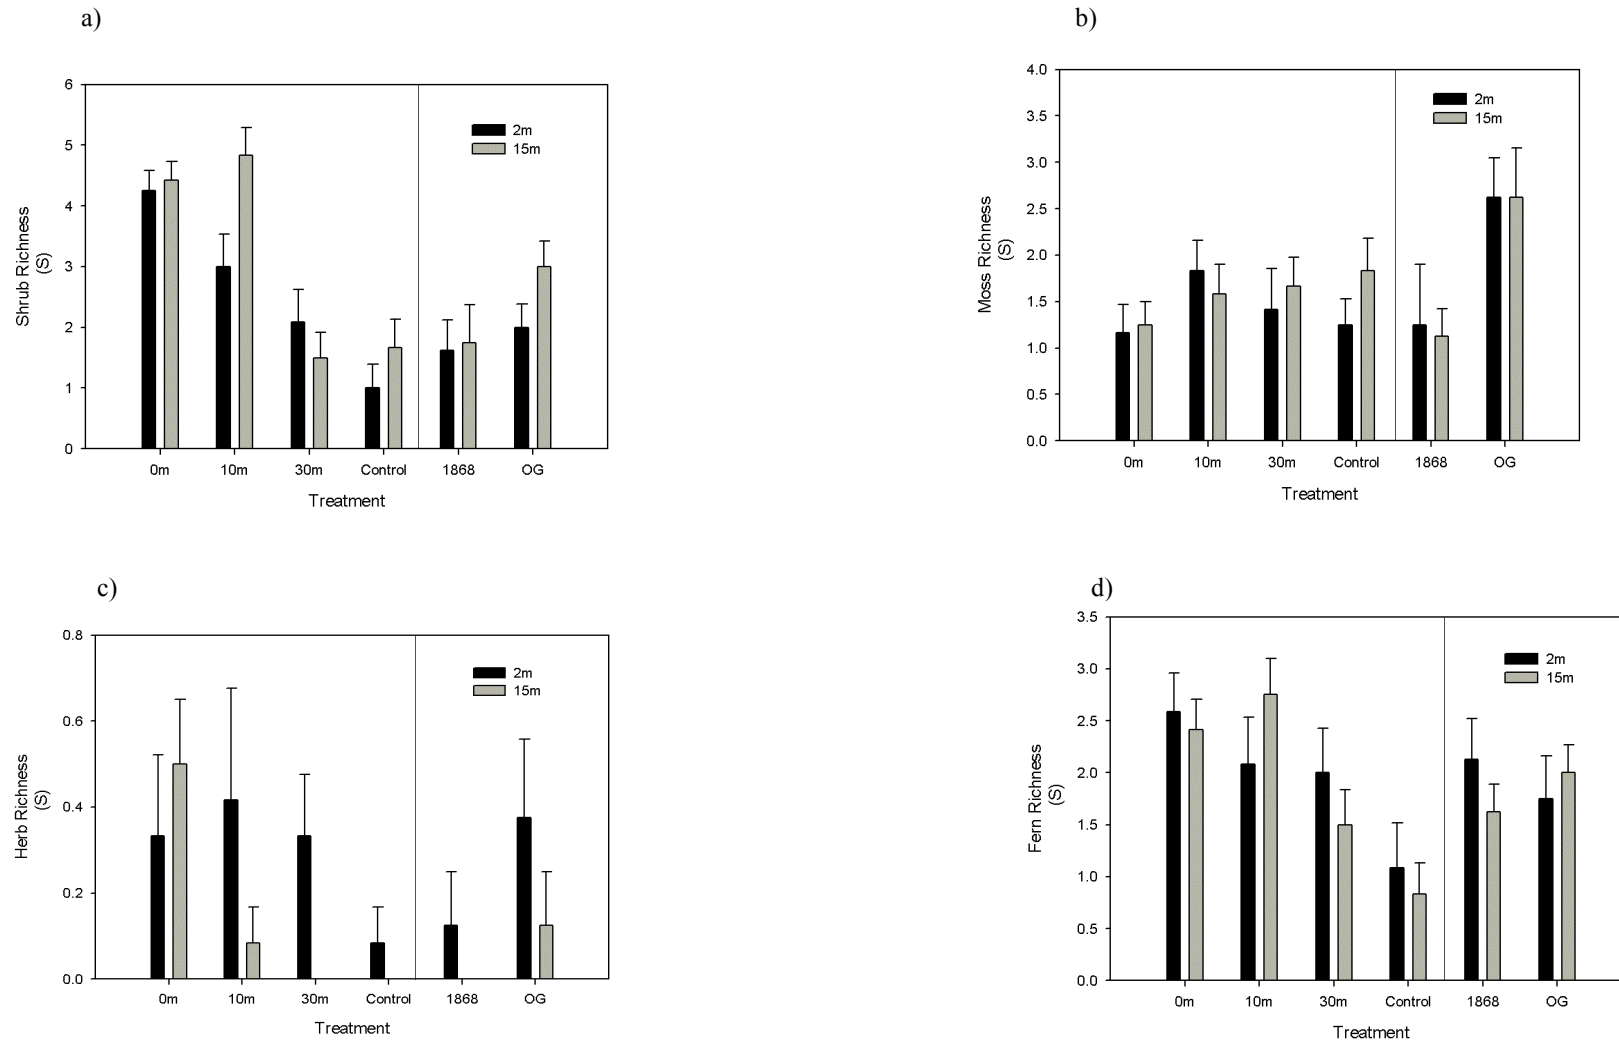 a)
6
5
4
3
2
1
0
Shrub Richness
(S)
2m
15m
0m 10m 30m Control 1868 OG
Treatment
b)
4.0
3.5
3.0
2.5
2.0
1.5
1.0
0.5
0.0
Moss Richness
(S)
2m
15m
0m 10m 30m Control 1868 OG
Treatment
c)
0.8
0.6
0.4
0.2
0.0
Herb Richness
(S)
2m
15m
0m 10m 30m Control 1868 OG
Treatment
d)
3.5
3.0
2.5
2.0
1.5
1.0
0.5
0.0
Fern Richness
(S)
2m
15m
0m 10m 30m Control 1868 OG
Treatment